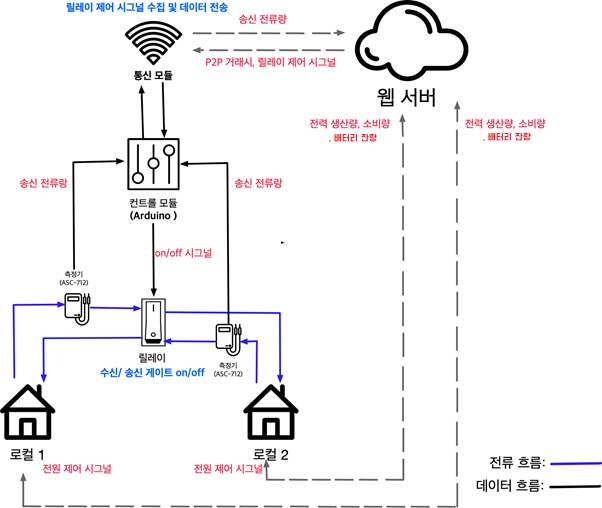 릴레이 제어 시그널 수집 및 데이터 전송
송신 전류량
P2P 거래시, 릴레이 제어 시그널
통신 모듈
웹 서버
전력 생산량, 소비량
, 배터리 잔량
전력 생산량, 소비량
, 배터리 잔량
송신 전류량
송신 전류량
컨트롤 모듈
(Arduino )
on/off 시그널
측정기
(ASC-712)
릴레이
수신/ 송신 게이트 on/off
측정기
(ASC-712)
로컬 1
로컬 2
전원 제어 시그널
전원 제어 시그널
전류 흐름:
데이터 흐름: